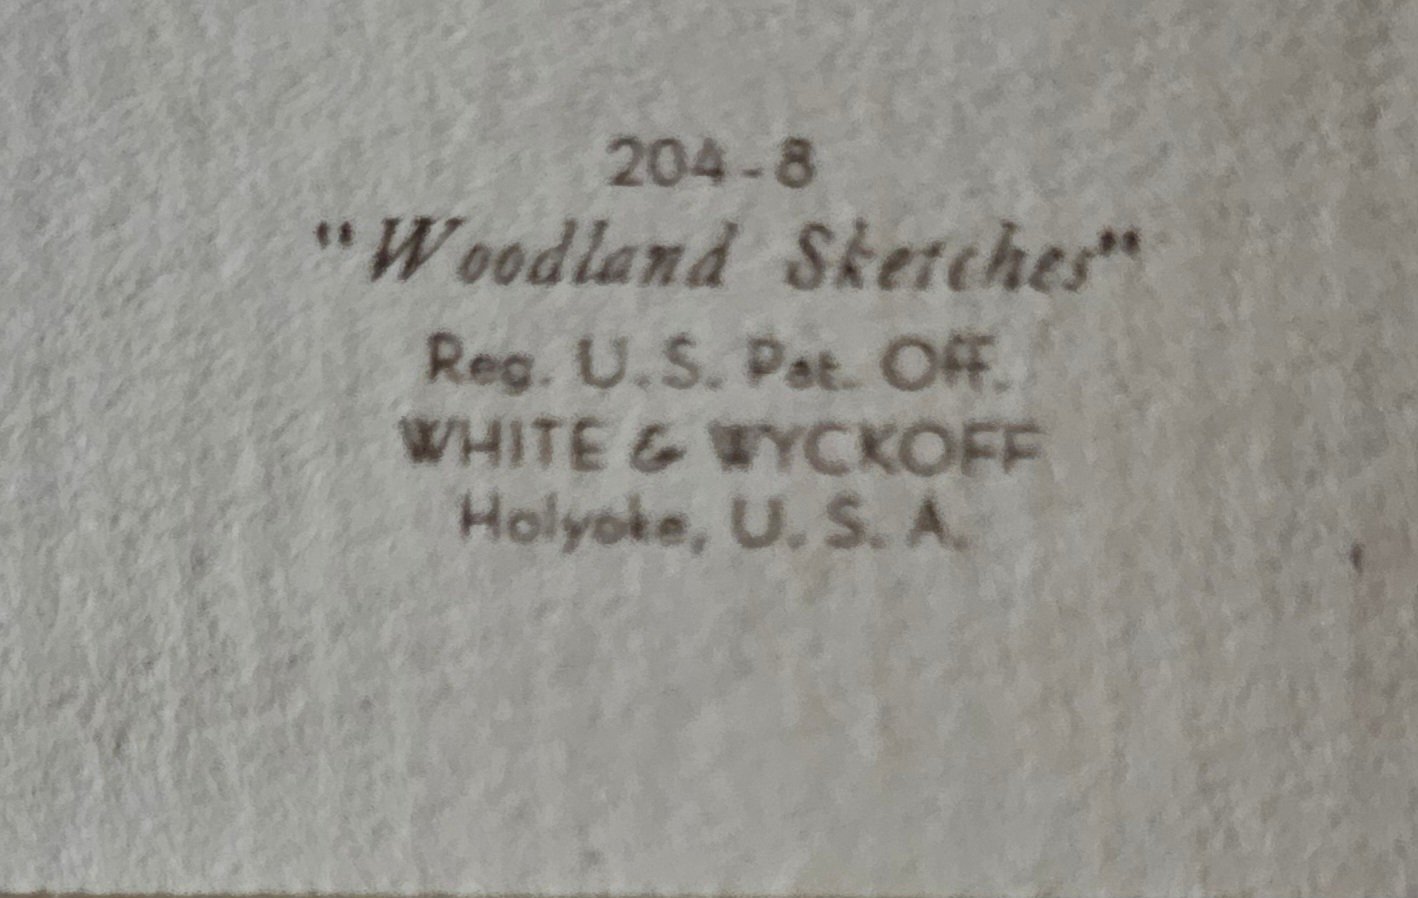 204-8
"Woodland Sketches"
Reg. U.S. Pat. Off.
WHITE & WYCKOFF
Holyoke, U. S. A.